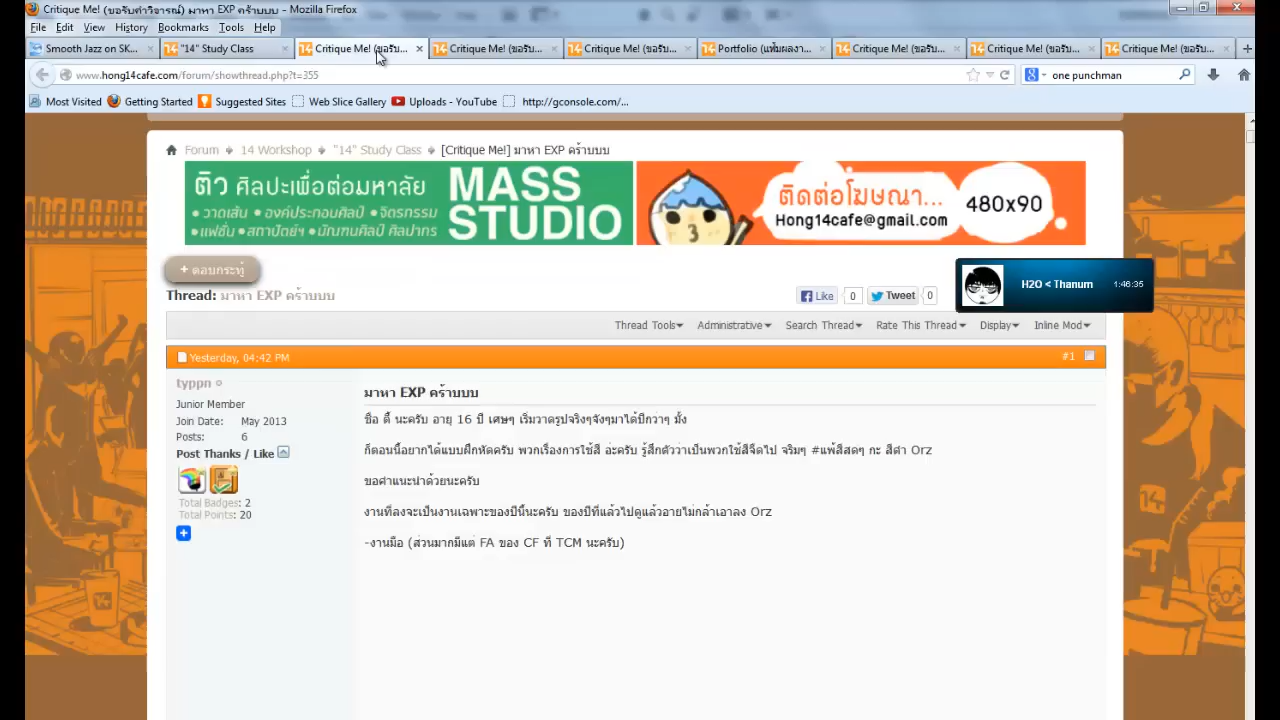 Critique Me! (ขอรับคำวิจารณ์) มาหา EXP คร้าบบบ - Mozilla Firefox
File Edit View History Bookmarks Tools Help
Smooth Jazz on SK... "14" Study Class Critique Me! (ขอรับ... Critique Me! (ขอรับ... Critique Me! (ขอรับ... Portfolio (แฟ้มผลงา... Critique Me! (ขอรับ... Critique Me! (ขอรับ... Critique Me! (ขอรับ...
www.hong14cafe.com/forum/showthread.php?t=355 one punchman
Most Visited Getting Started Suggested Sites Web Slice Gallery Uploads - YouTube http://gconsole.com/...
Forum 14 Workshop "14" Study Class [Critique Me!] มาหา EXP คร้าบบบ
ติว ศิลปะเพื่อต่อมหาลัย
• วาดเส้น • องค์ประกอบศิลป์ • จิตรกรรม
• แฟชั่น • สถาปัตย์ฯ • มัณฑนศิลป์ ศิลปากร
MASS
STUDIO
ติดต่อโฆษณา...
Hong14cafe@gmail.com
480x90
+ ตอบกระทู้
Thread: มาหา EXP คร้าบบบ
Like 0 Tweet 0
H2O < Thanum 1:46:35
Thread Tools Administrative Search Thread Rate This Thread Display Inline Mod
Yesterday, 04:42 PM #1
typpn
Junior Member
Join Date: May 2013
Posts: 6
Post Thanks / Like
Total Badges: 2
Total Points: 20
มาหา EXP คร้าบบบ
ชื่อ ตี้ นะครับ อายุ 16 ปี เศษๆ เริ่มวาดรูปจริงๆจังๆมาได้ปีกว่าๆ มั้ง
ก็ตอนนี้อยากได้แบบฝึกหัดครับ พวกเรื่องการใช้สี อ่ะครับ รู้สึกตัวว่าเป็นพวกใช้สีจืดไป จริมๆ #แพ้สีสดๆ กะ สีดำ Orz
ขอคำแนะนำด้วยนะครับ
งานที่ลงจะเป็นงานเฉพาะของปีนี้นะครับ ของปีที่แล้วไปดูแล้วอายไม่กล้าเอาลง Orz
-งานมือ (ส่วนมากมีแต่ FA ของ CF ที่ TCM นะครับ)